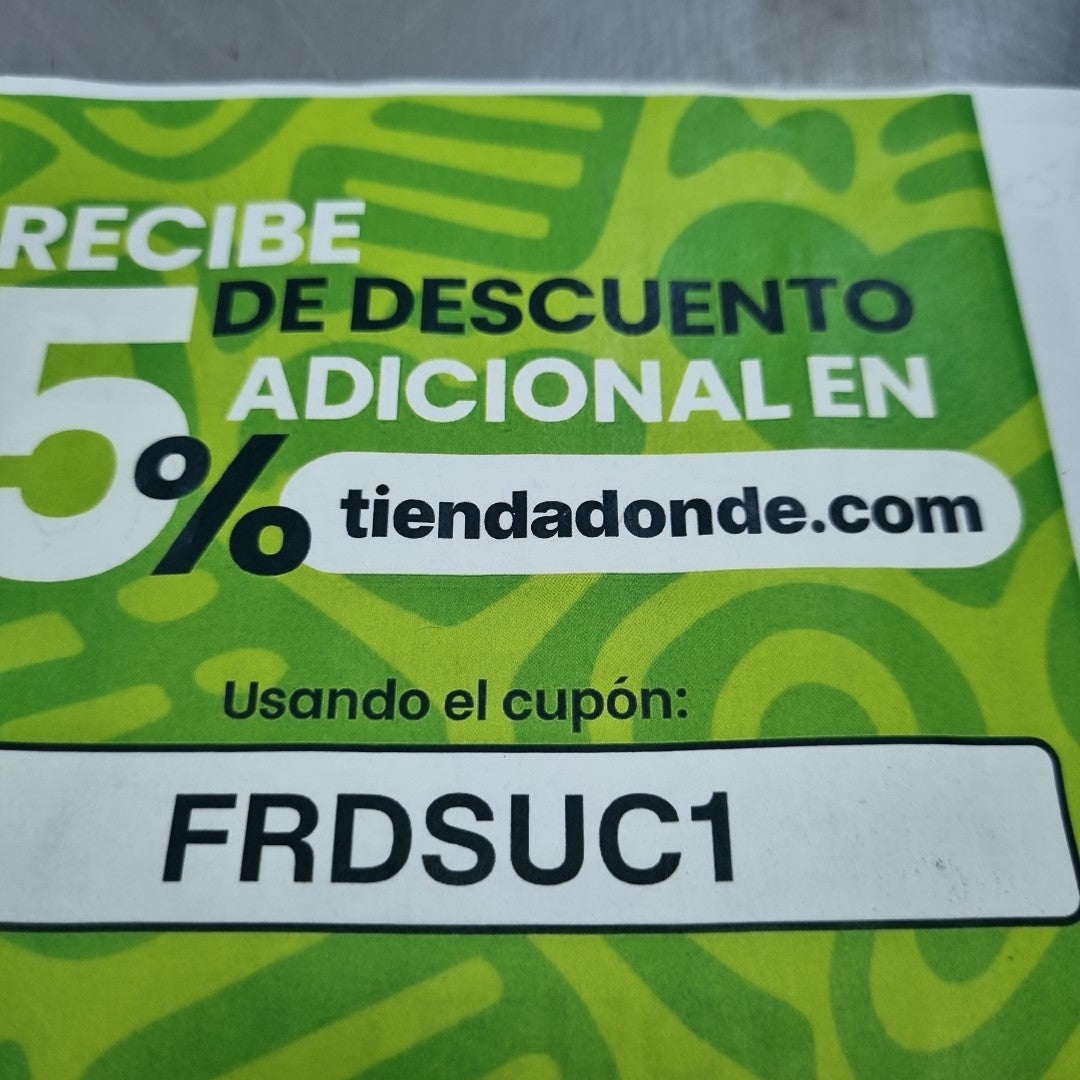 RECIBE
5% DE DESCUENTO
ADICIONAL EN
tiendadonde.com
Usando el cupón:
FRDSUC1